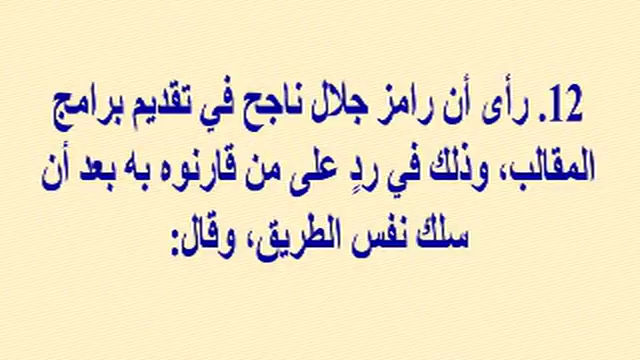 12. رأى أن رامز جلال ناجح في تقديم برامج
المقالب، وذلك في ردٍ على من قارنوه به بعد أن
سلك نفس الطريق، وقال: